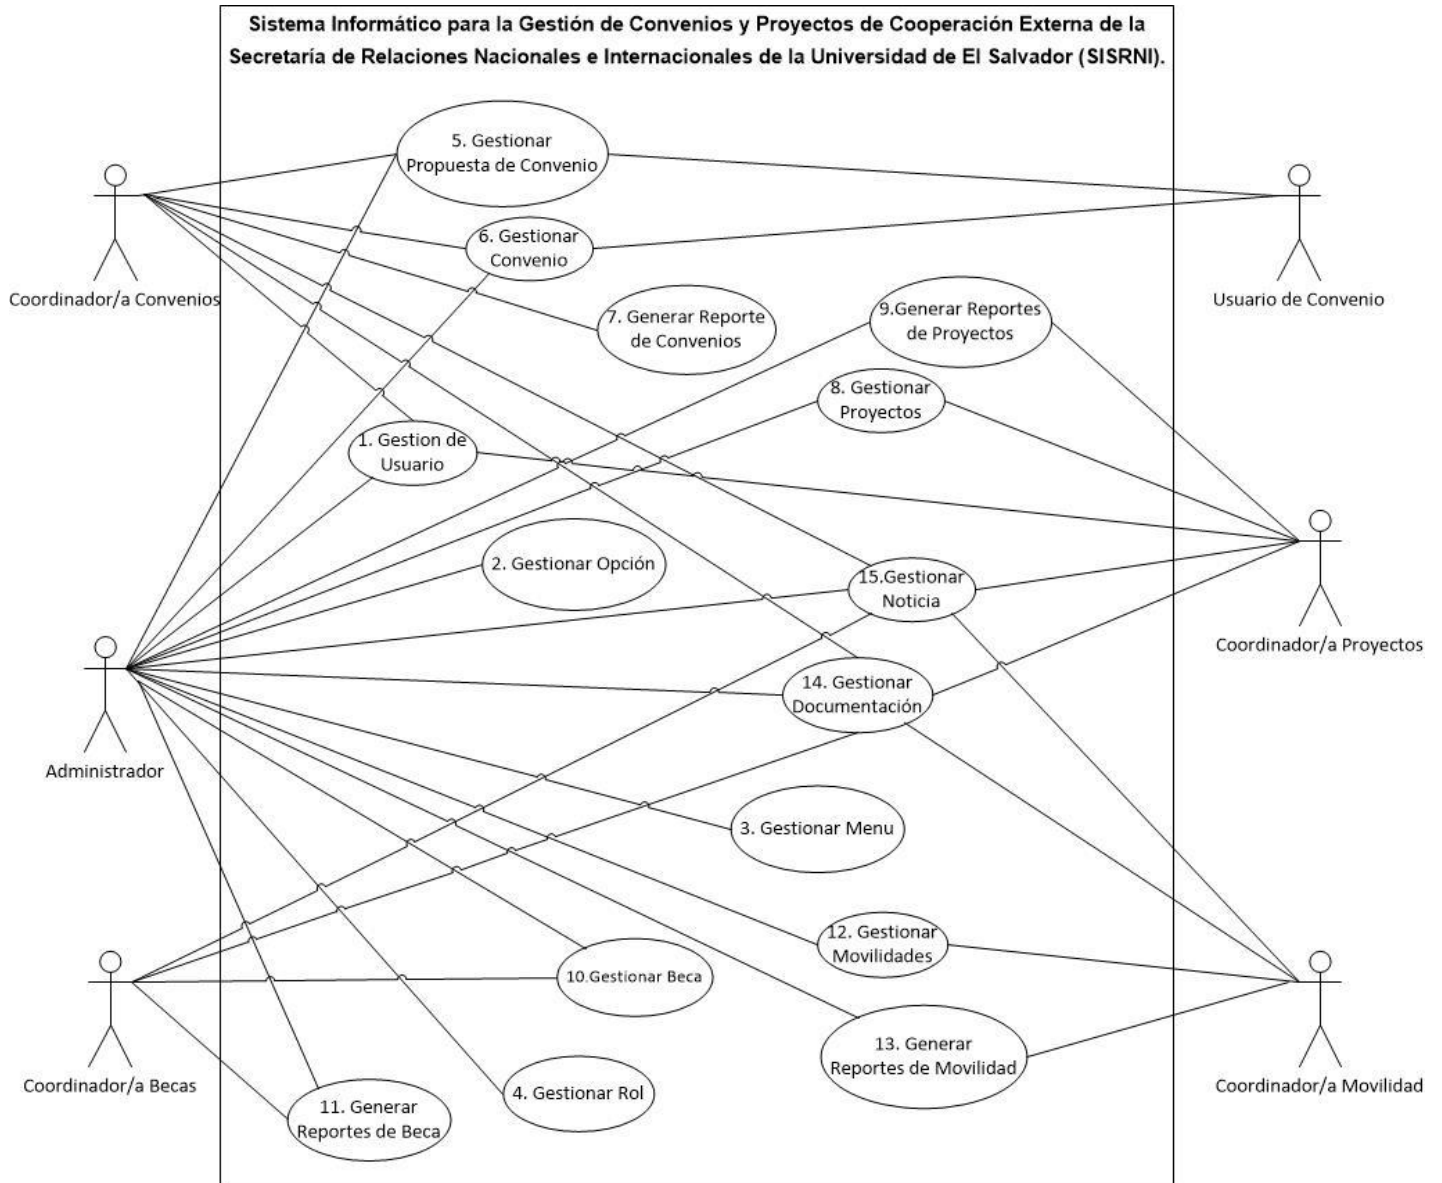 Sistema Informático para la Gestión de Convenios y Proyectos de Cooperación Externa de la
Secretaría de Relaciones Nacionales e Internacionales de la Universidad de El Salvador (SISRNI).
5. Gestionar
Propuesta de Convenio
6. Gestionar
Convenio
Coordinador/a Convenios
Usuario de Convenio
7. Generar Reporte
de Convenios
9.Generar Reportes
de Proyectos
8. Gestionar
Proyectos
1. Gestion de
Usuario
2. Gestionar Opción
15.Gestionar
Noticia
Coordinador/a Proyectos
14. Gestionar
Documentación
Administrador
3. Gestionar Menu
12. Gestionar
Movilidades
10.Gestionar Beca
13. Generar
Reportes de Movilidad
Coordinador/a Becas
Coordinador/a Movilidad
4. Gestionar Rol
11. Generar
Reportes de Beca